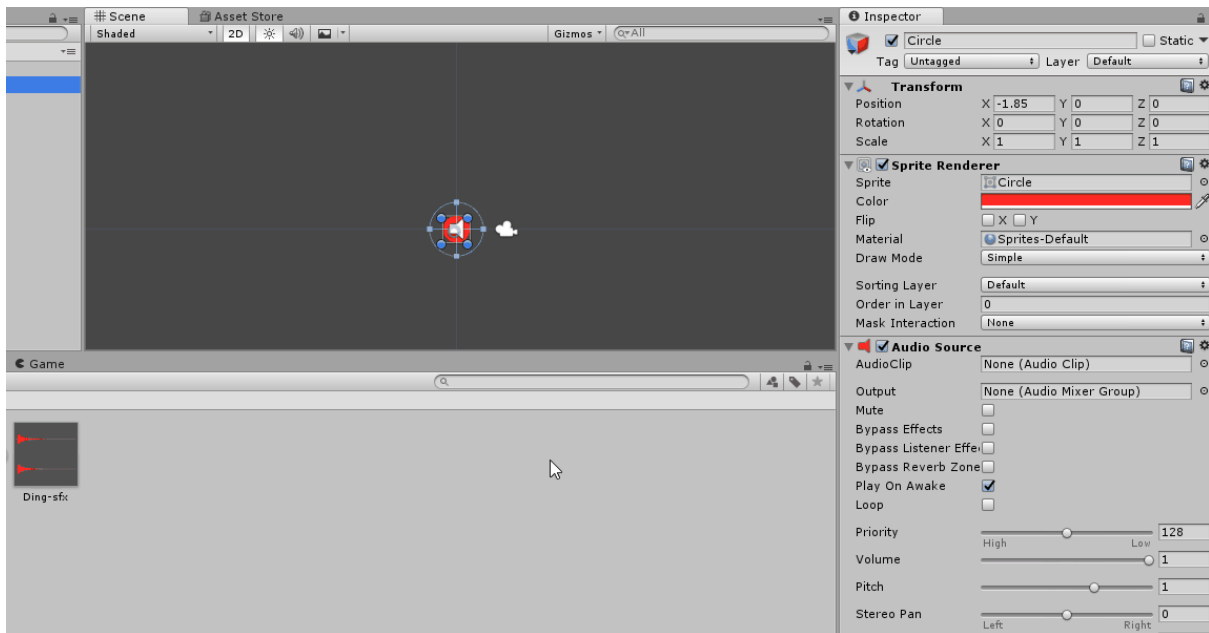 Scene
Asset Store
Shaded
2D
Gizmos
All
Game
Ding-sfx
Inspector
Circle
Static
Tag Untagged Layer Default
Transform
Position X -1.85 Y 0 Z 0
Rotation X 0 Y 0 Z 0
Scale X 1 Y 1 Z 1
Sprite Renderer
Sprite Circle
Color
Flip X Y
Material Sprites-Default
Draw Mode Simple
Sorting Layer Default
Order in Layer 0
Mask Interaction None
Audio Source
AudioClip None (Audio Clip)
Output None (Audio Mixer Group)
Mute
Bypass Effects
Bypass Listener Effe
Bypass Reverb Zone
Play On Awake
Loop
Priority 128
High Low
Volume 1
Pitch 1
Stereo Pan 0
Left Right